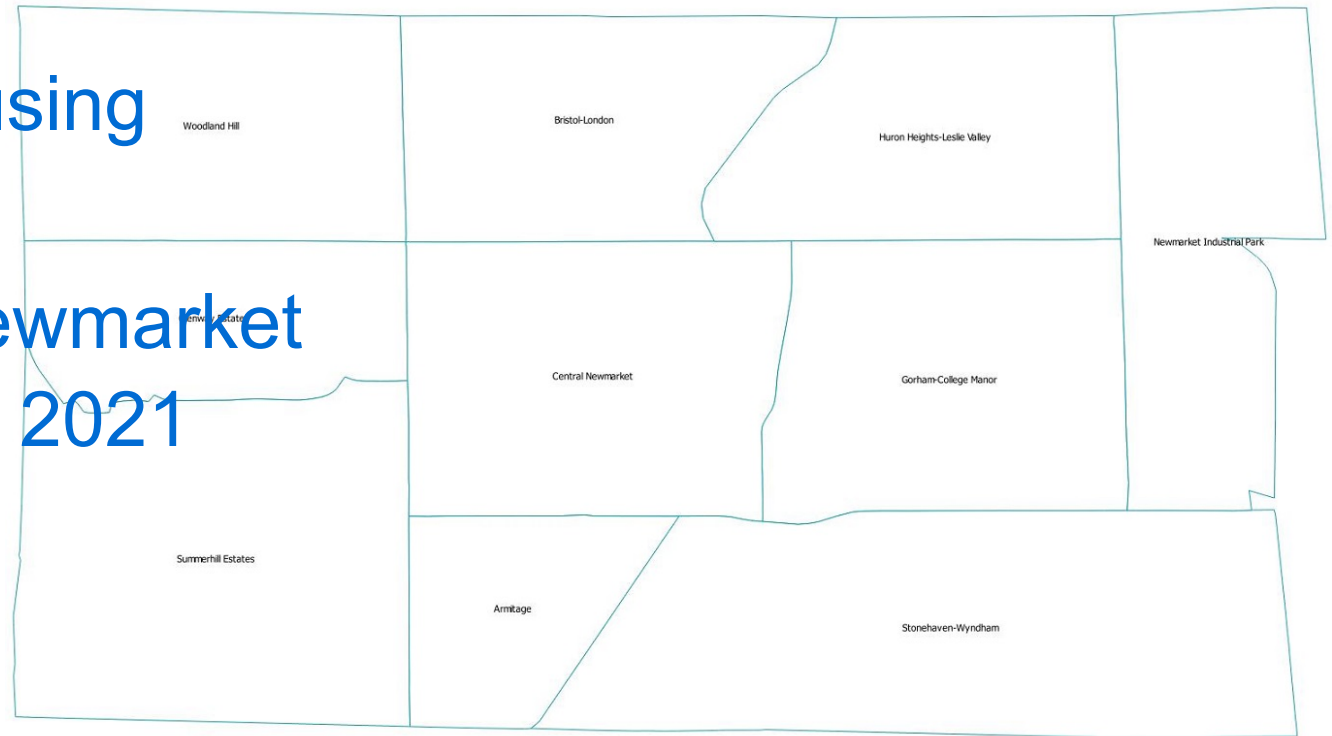 using
Woodland Hill
Bristol-London
Huron Heights-Leslie Valley
Newmarket Industrial Park
ewmarket
Central Newmarket
Gorham-College Manor
2021
Summerhill Estates
Armitage
Stonehaven-Wyndham